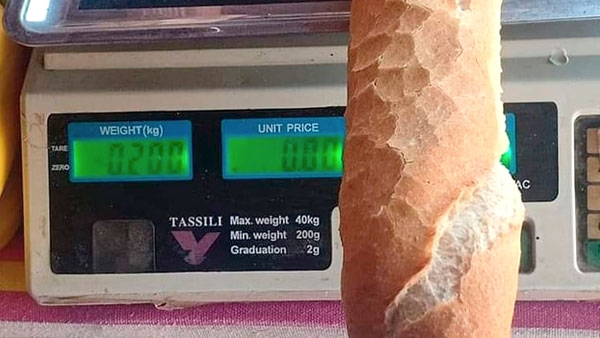 WEIGHT(kg)
UNIT PRICE
TARE
ZERO
0.200
0.00
AC
TASSILI
Max. weight 40kg
Min. weight 200g
Graduation 2g